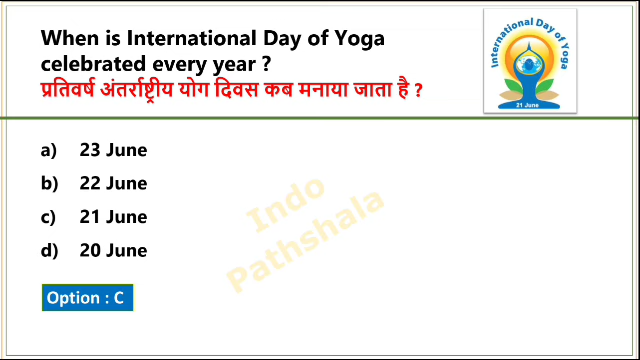 When is International Day of Yoga
celebrated every year ?
प्रतिवर्ष अंतर्राष्ट्रीय योग दिवस कब मनाया जाता है ?
International Day of Yoga
21 June
a) 23 June
b) 22 June
c) 21 June
d) 20 June
Indo
Pathshala
Option : C